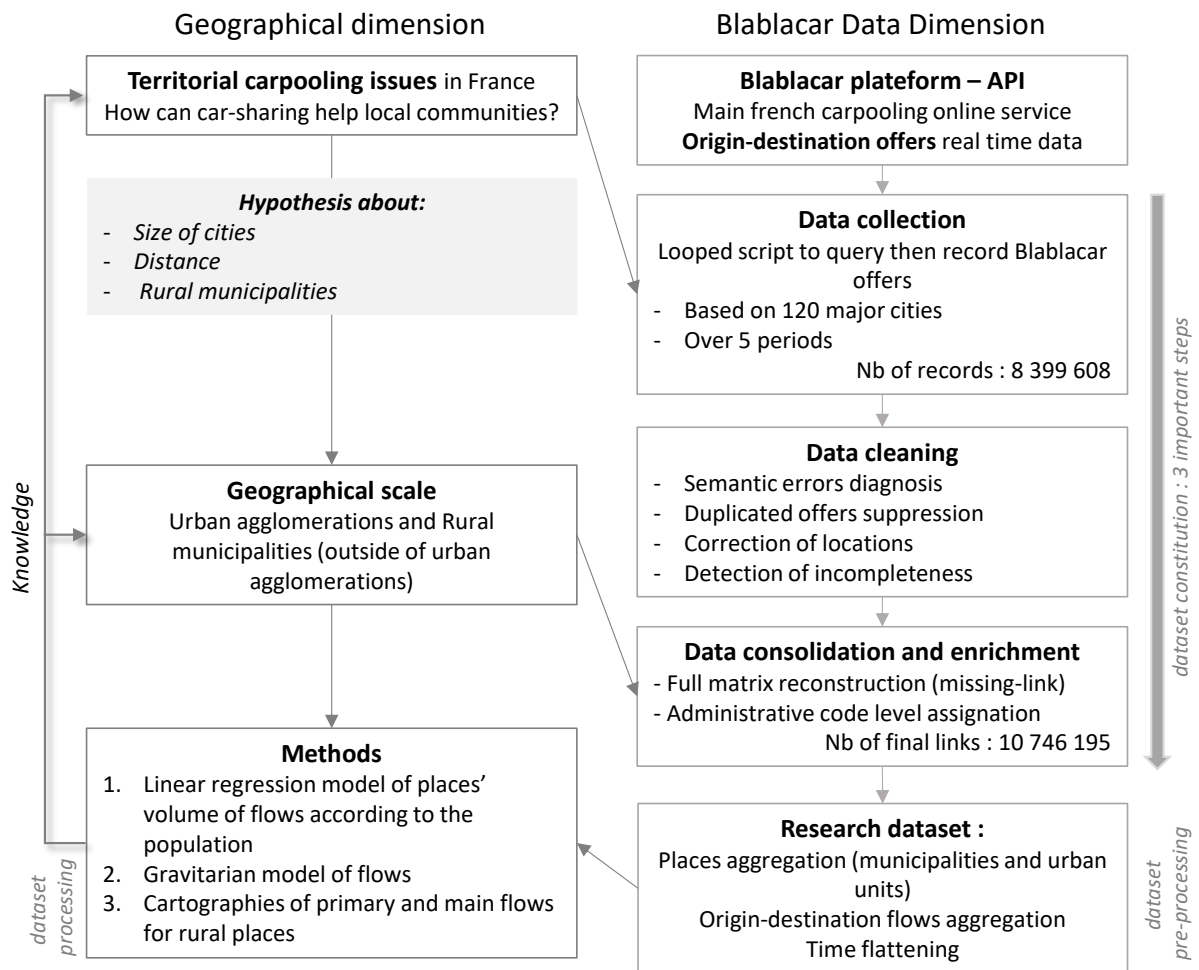 Geographical dimension
Territorial carpooling issues in France
How can car-sharing help local communities?
Hypothesis about:
- Size of cities
- Distance
- Rural municipalities
Geographical scale
Urban agglomerations and Rural
municipalities (outside of urban
agglomerations)
Methods
1. Linear regression model of places’
volume of flows according to the
population
2. Gravitarian model of flows
3. Cartographies of primary and main flows
for rural places
Knowledge
dataset
processing
Blablacar Data Dimension
Blablacar plateform – API
Main french carpooling online service
Origin-destination offers real time data
Data collection
Looped script to query then record Blablacar
offers
- Based on 120 major cities
- Over 5 periods
Nb of records : 8 399 608
Data cleaning
- Semantic errors diagnosis
- Duplicated offers suppression
- Correction of locations
- Detection of incompleteness
Data consolidation and enrichment
- Full matrix reconstruction (missing-link)
- Administrative code level assignation
Nb of final links : 10 746 195
Research dataset :
Places aggregation (municipalities and urban
units)
Origin-destination flows aggregation
Time flattening
dataset constitution : 3 important steps
dataset
pre-processing